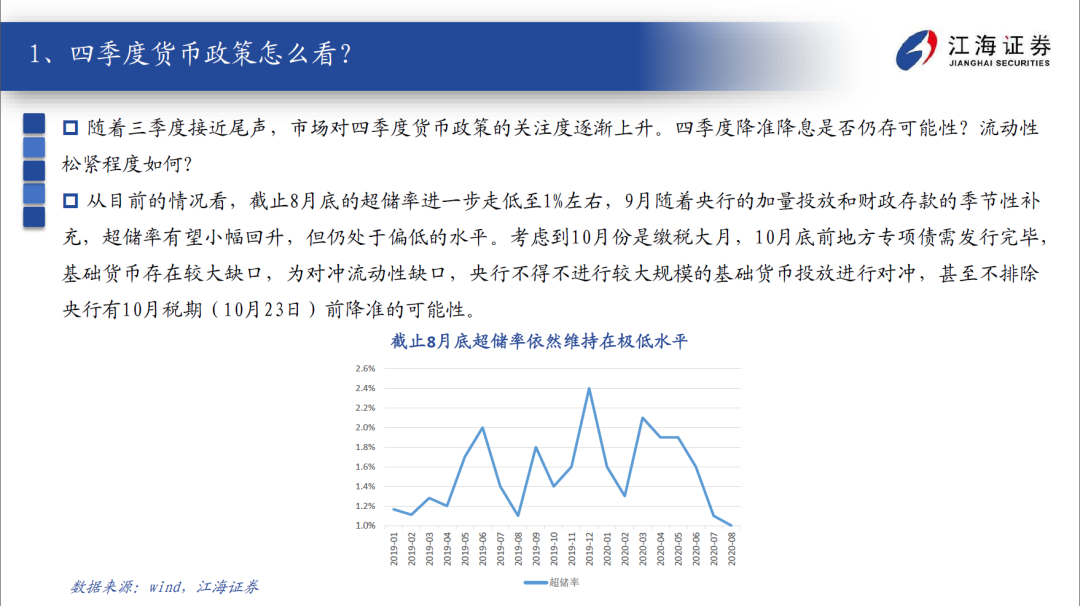 1、四季度货币政策怎么看？
江海证券
JIANGHAI SECURITIES
随着三季度接近尾声，市场对四季度货币政策的关注度逐渐上升。四季度降准降息是否仍存可能性？流动性
松紧程度如何？
从目前的情况看，截止8月底的超储率进一步走低至1%左右，9月随着央行的加量投放和财政存款的季节性补
充，超储率有望小幅回升，但仍处于偏低的水平。考虑到10月份是缴税大月，10月底前地方专项债需发行完毕，
基础货币存在较大缺口，为对冲流动性缺口，央行不得不进行较大规模的基础货币投放进行对冲，甚至不排除
央行有10月税期（10月23日）前降准的可能性。
截止8月底超储率依然维持在极低水平
2.6%
2.4%
2.2%
2.0%
1.8%
1.6%
1.4%
1.2%
1.0%
2019-01
2019-02
2019-03
2019-04
2019-05
2019-06
2019-07
2019-08
2019-09
2019-10
2019-11
2019-12
2020-01
2020-02
2020-03
2020-04
2020-05
2020-06
2020-07
2020-08
超储率
数据来源：wind，江海证券